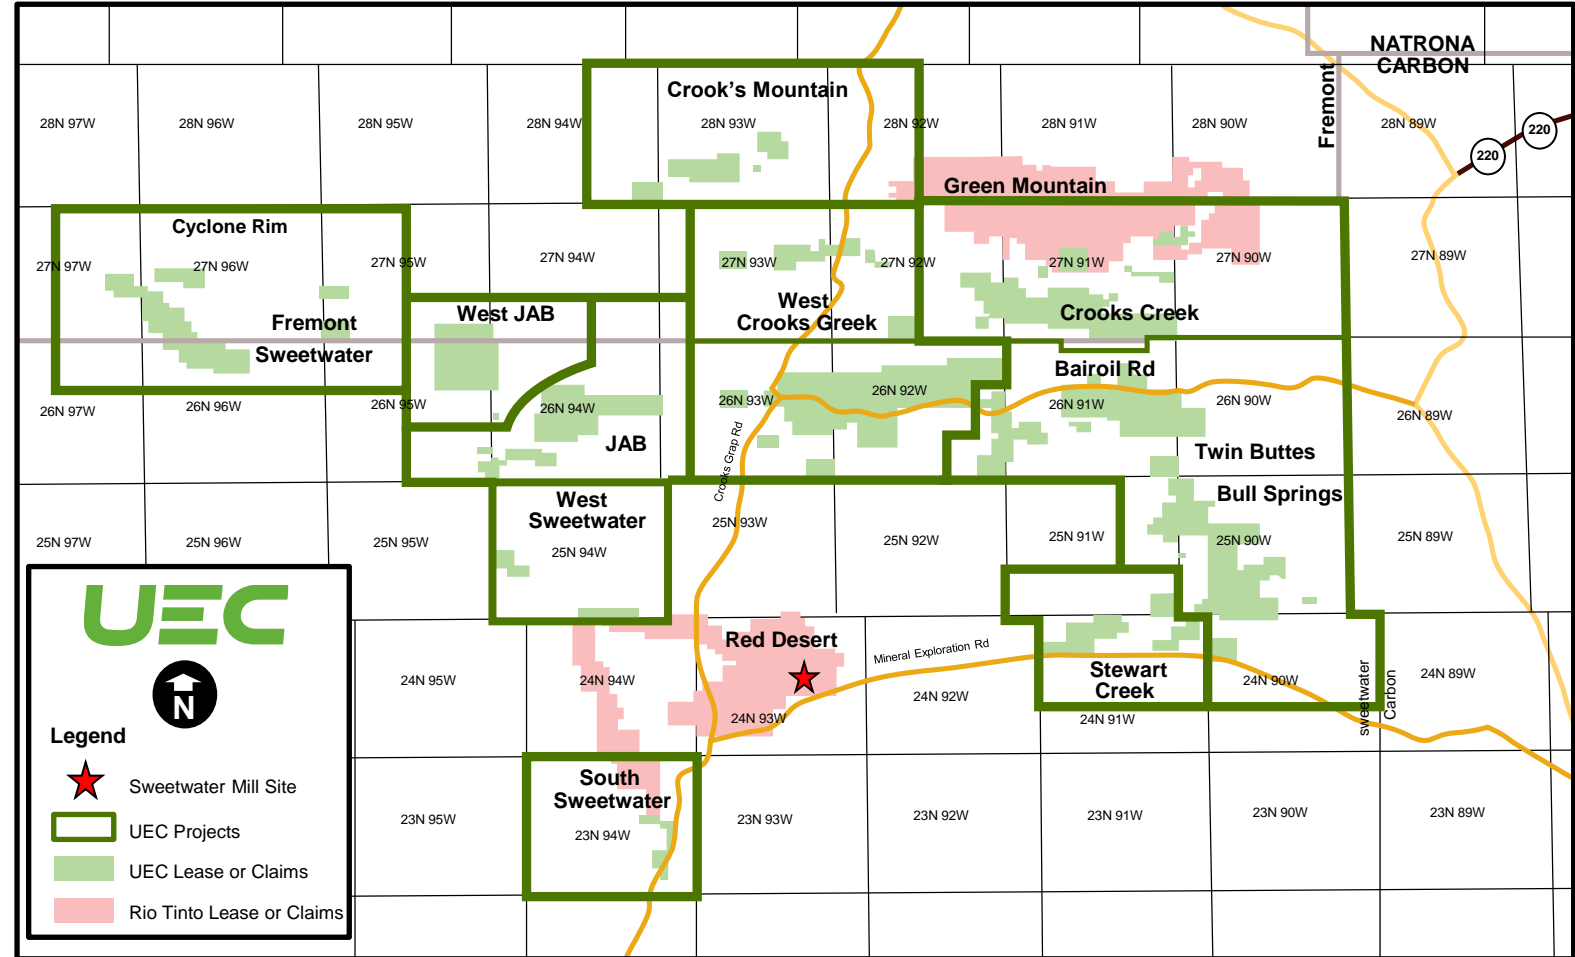 NATRONA
CARBON
Fremont
Crook's Mountain
28N 97W
28N 96W
28N 95W
28N 94W
28N 93W
28N 92W
28N 91W
28N 90W
28N 89W
220
220
Green Mountain
Cyclone Rim
27N 97W
27N 96W
27N 95W
27N 94W
27N 93W
27N 92W
27N 91W
27N 90W
27N 89W
West JAB
West
Crooks Greek
Crooks Creek
Fremont
Sweetwater
Bairoil Rd
26N 97W
26N 96W
26N 95W
26N 94W
26N 93W
26N 92W
26N 91W
26N 90W
26N 89W
JAB
Crooks Grap Rd
Twin Buttes
Bull Springs
West
Sweetwater
25N 97W
25N 96W
25N 95W
25N 94W
25N 93W
25N 92W
25N 91W
25N 90W
25N 89W
Red Desert
Mineral Exploration Rd
Stewart
Creek
24N 95W
24N 94W
24N 93W
24N 92W
24N 91W
24N 90W
24N 89W
sweetwater
Carbon
South
Sweetwater
23N 95W
23N 94W
23N 93W
23N 92W
23N 91W
23N 90W
23N 89W
UEC
N
Legend
Sweetwater Mill Site
UEC Projects
UEC Lease or Claims
Rio Tinto Lease or Claims